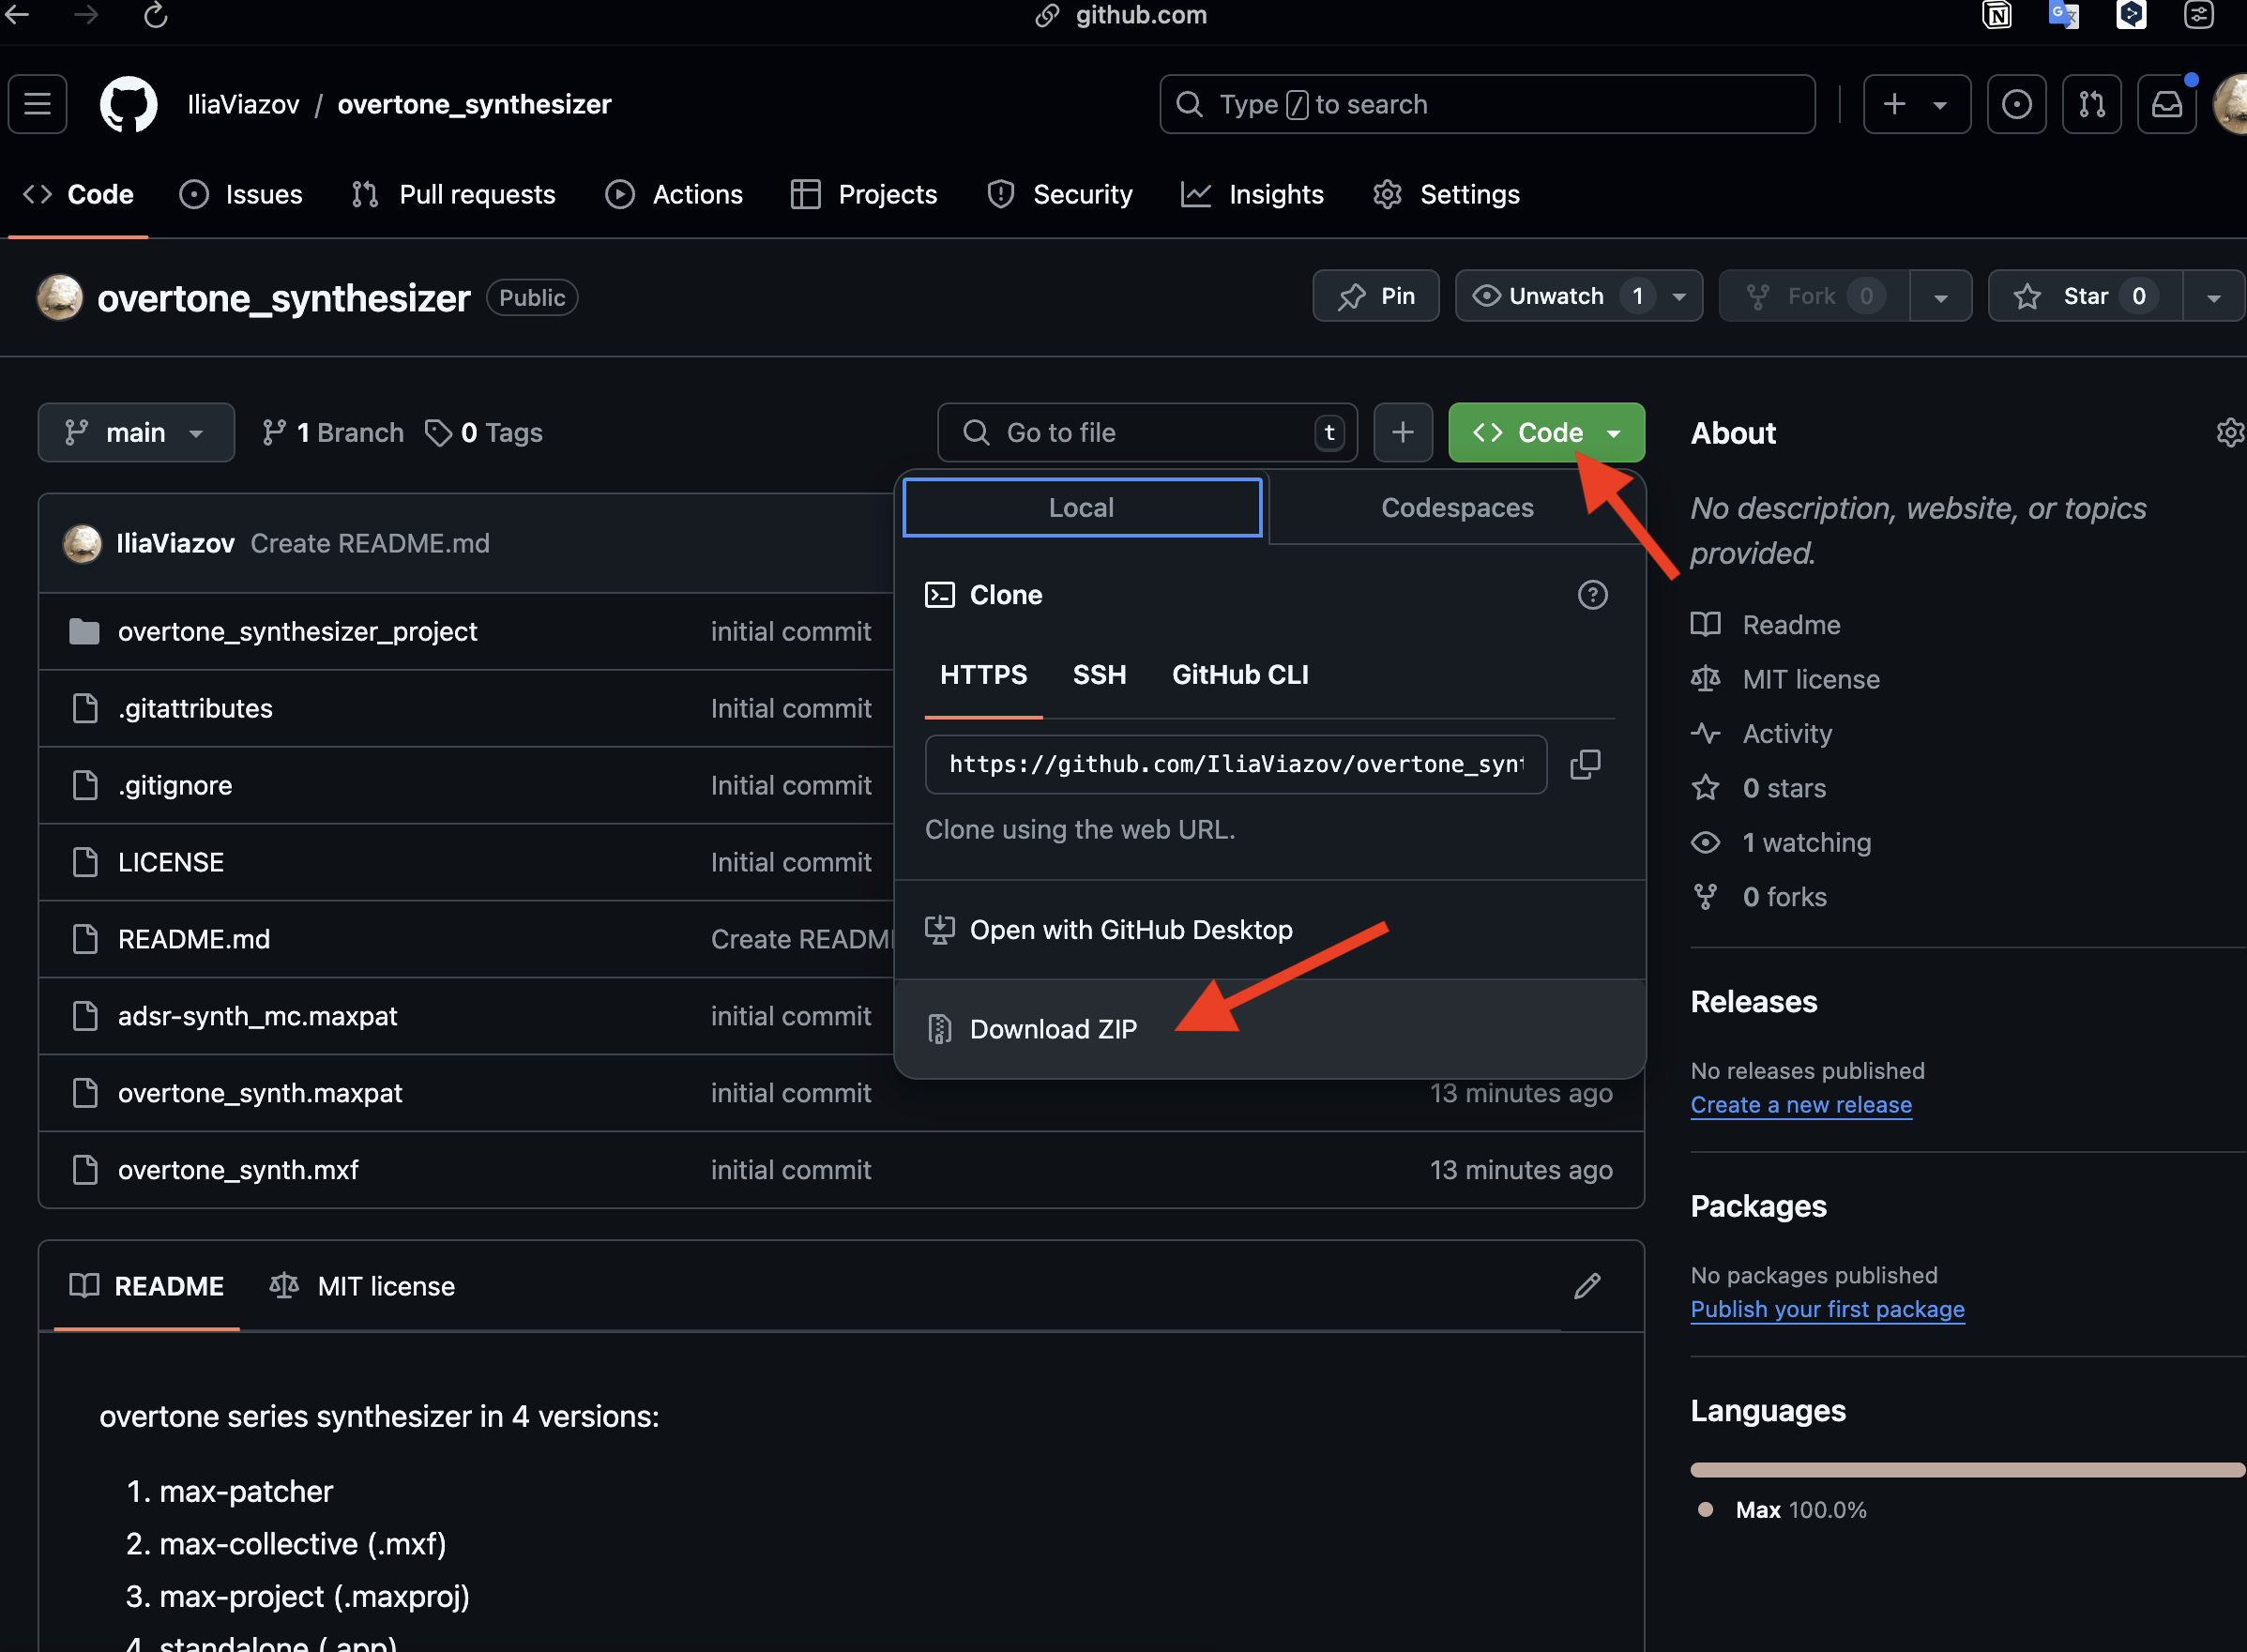 github.com
IliaViazov / overtone_synthesizer
Type / to search
Code Issues Pull requests Actions Projects Security Insights Settings
overtone_synthesizer Public
Pin Unwatch 1 Fork 0 Star 0
main 1 Branch 0 Tags
Go to file t
Code
Local Codespaces
Clone
HTTPS SSH GitHub CLI
https://github.com/IliaViazov/overtone_synt
Clone using the web URL.
Open with GitHub Desktop
Download ZIP
IliaViazov Create README.md
overtone_synthesizer_project initial commit
.gitattributes Initial commit
.gitignore Initial commit
LICENSE Initial commit
README.md Create README
adsr-synth_mc.maxpat initial commit
overtone_synth.maxpat initial commit 13 minutes ago
overtone_synth.mxf initial commit 13 minutes ago
README MIT license
overtone series synthesizer in 4 versions:
1. max-patcher
2. max-collective (.mxf)
3. max-project (.maxproj)
4. standalone (.app)
About
No description, website, or topics
provided.
Readme
MIT license
Activity
0 stars
1 watching
0 forks
Releases
No releases published
Create a new release
Packages
No packages published
Publish your first package
Languages
Max 100.0%